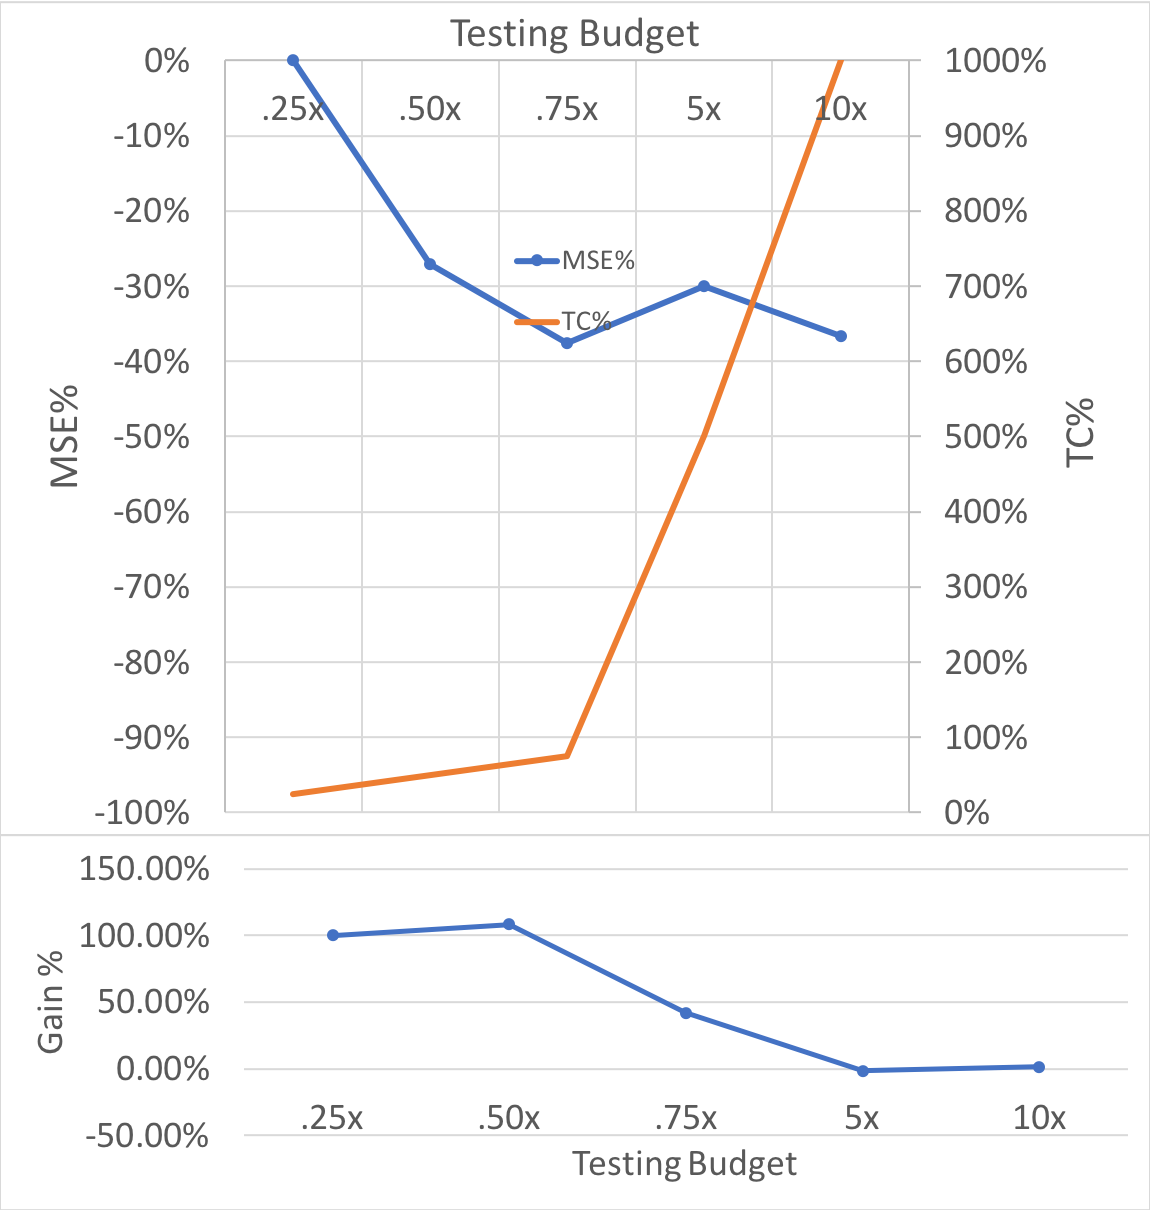 Testing Budget
0% 1000%
.25x .50x .75x 5x 10x
-10% 900%
-20% 800%
MSE%
-30% 700%
TC%
-40% 600%
MSE% TC%
-50% 500%
-60% 400%
-70% 300%
-80% 200%
-90% 100%
-100% 0%
150.00%
100.00%
Gain %
50.00%
0.00%
.25x .50x .75x 5x 10x
-50.00%
Testing Budget